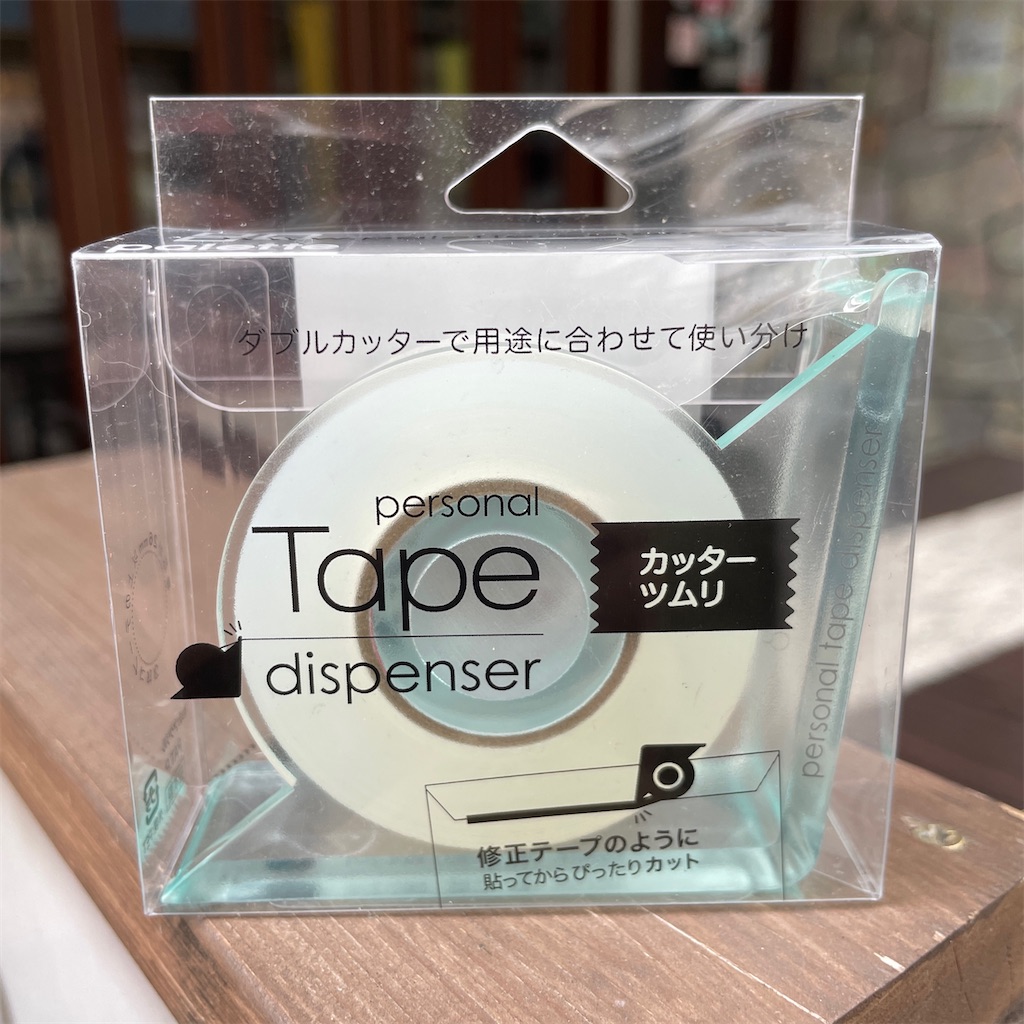 palette
ダブルカッターで用途に合わせて使い分け
personal
Tape
dispenser
カッター
ツムリ
修正テープのように
貼ってからぴったりカット
personal tape dispenser